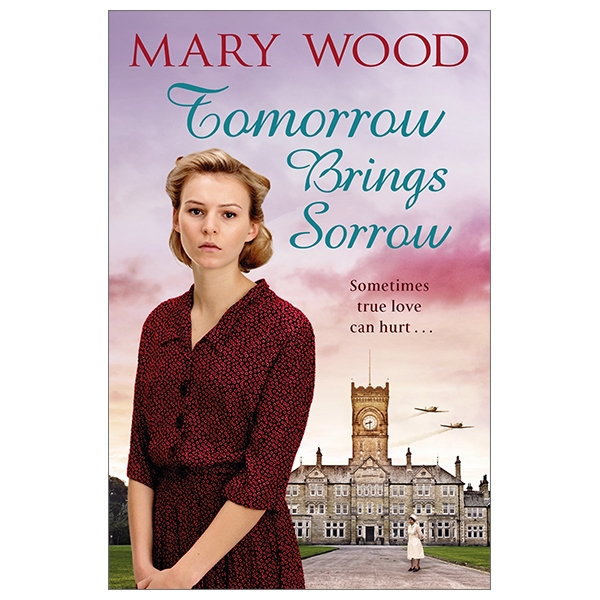 MARY WOOD
Tomorrow
Brings
Sorrow
Sometimes
true love
can hurt . . .